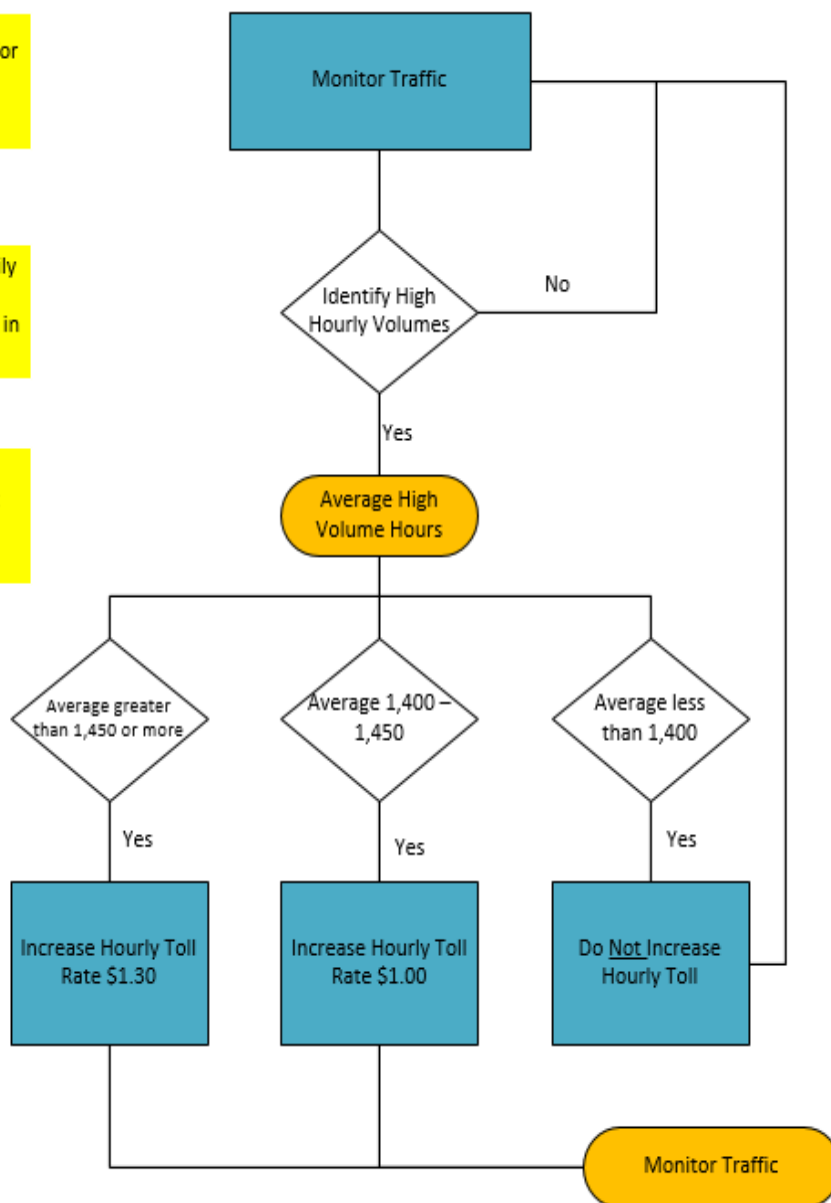 or
Monitor Traffic
ily
in
Identify High
Hourly Volumes
No
Yes
Average High
Volume Hours
Average greater
than 1,450 or more
Average 1,400 –
1,450
Average less
than 1,400
Yes
Yes
Yes
Increase Hourly Toll
Rate $1.30
Increase Hourly Toll
Rate $1.00
Do Not Increase
Hourly Toll
Monitor Traffic